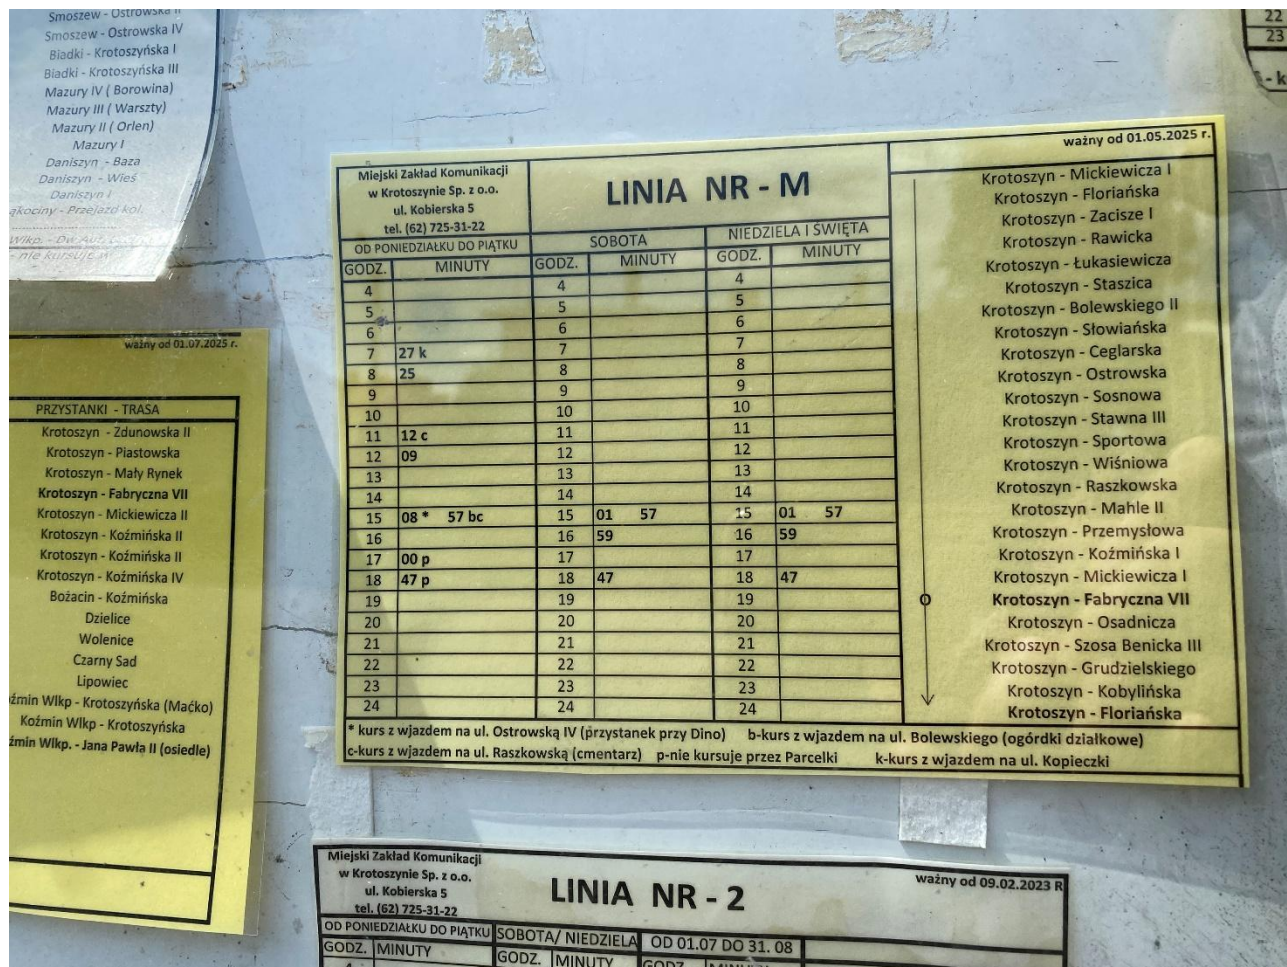 Smoszew - Ostrowska II
Smoszew - Ostrowska IV
Biadki - Krotoszyńska I
Biadki - Krotoszyńska III
Mazury IV ( Borowina)
Mazury III ( Warszty)
Mazury II ( Orlen)
Mazury I
Daniszyn - Baza
Daniszyn - Wieś
Daniszyn I
- Przejazd kol.
- nie kursuje w
22
23
ważny od 01.07.2025 r.
PRZYSTANKI - TRASA
Krotoszyn - Zdunowska II
Krotoszyn - Piastowska
Krotoszyn - Mały Rynek
Krotoszyn - Fabryczna VII
Krotoszyn - Mickiewicza II
Krotoszyn - Koźmińska II
Krotoszyn - Koźmińska II
Krotoszyn - Koźmińska IV
Bożacin - Koźmińska
Dzielice
Wolenice
Czarny Sad
Lipowiec
Wlkp - Krotoszyńska (Maćko)
Koźmin Wlkp - Krotoszyńska
Wlkp. - Jana Pawła II (osiedle)
Miejski Zakład Komunikacji
w Krotoszynie Sp. z o.o.
ul. Kobierska 5
tel. (62) 725-31-22
LINIA NR - M
ważny od 01.05.2025 r.
OD PONIEDZIAŁKU DO PIĄTKU SOBOTA NIEDZIELA I ŚWIĘTA
GODZ. MINUTY GODZ. MINUTY GODZ. MINUTY
4 4 4
5 5 5
6 6 6
7 27 k 7 7
8 25 8 8
9 9 9
10 10 10
11 12 c 11 11
12 09 12 12
13 13 13
14 14 14
15 08 * 57 bc 15 01 57 15 01 57
16 16 59 16 59
17 00 p 17 17
18 47 p 18 47 18 47
19 19 19
20 20 20
21 21 21
22 22 22
23 23 23
24 24 24
Krotoszyn - Mickiewicza I
Krotoszyn - Floriańska
Krotoszyn - Zacisze I
Krotoszyn - Rawicka
Krotoszyn - Łukasiewicza
Krotoszyn - Staszica
Krotoszyn - Bolewskiego II
Krotoszyn - Słowiańska
Krotoszyn - Ceglarska
Krotoszyn - Ostrowska
Krotoszyn - Sosnowa
Krotoszyn - Stawna III
Krotoszyn - Sportowa
Krotoszyn - Wiśniowa
Krotoszyn - Raszkowska
Krotoszyn - Mahle II
Krotoszyn - Przemysłowa
Krotoszyn - Koźmińska I
Krotoszyn - Mickiewicza I
Krotoszyn - Fabryczna VII
Krotoszyn - Osadnicza
Krotoszyn - Szosa Benicka III
Krotoszyn - Grudzielskiego
Krotoszyn - Kobylińska
Krotoszyn - Floriańska
* kurs z wjazdem na ul. Ostrowską IV (przystanek przy Dino) b-kurs z wjazdem na ul. Bolewskiego (ogórdki działkowe)
c-kurs z wjazdem na ul. Raszkowską (cmentarz) p-nie kursuje przez Parcelki k-kurs z wjazdem na ul. Kopieczki
Miejski Zakład Komunikacji
w Krotoszynie Sp. z o.o.
ul. Kobierska 5
tel. (62) 725-31-22
LINIA NR - 2
ważny od 09.02.2023 R
OD PONIEDZIAŁKU DO PIĄTKU SOBOTA/ NIEDZIELA OD 01.07 DO 31. 08
GODZ. MINUTY GODZ. MINUTY GODZ. MINUTY